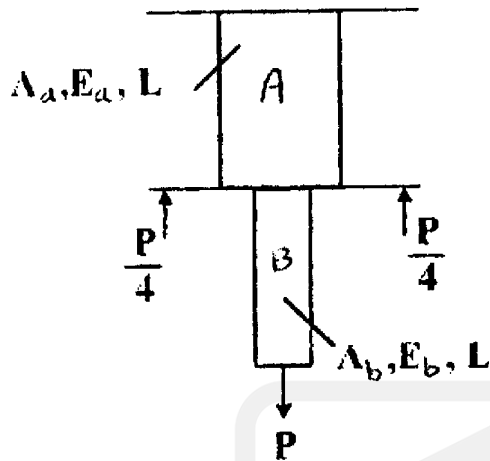 A_a, E_a, L
A
P/4
P/4
B
A_b, E_b, L
P